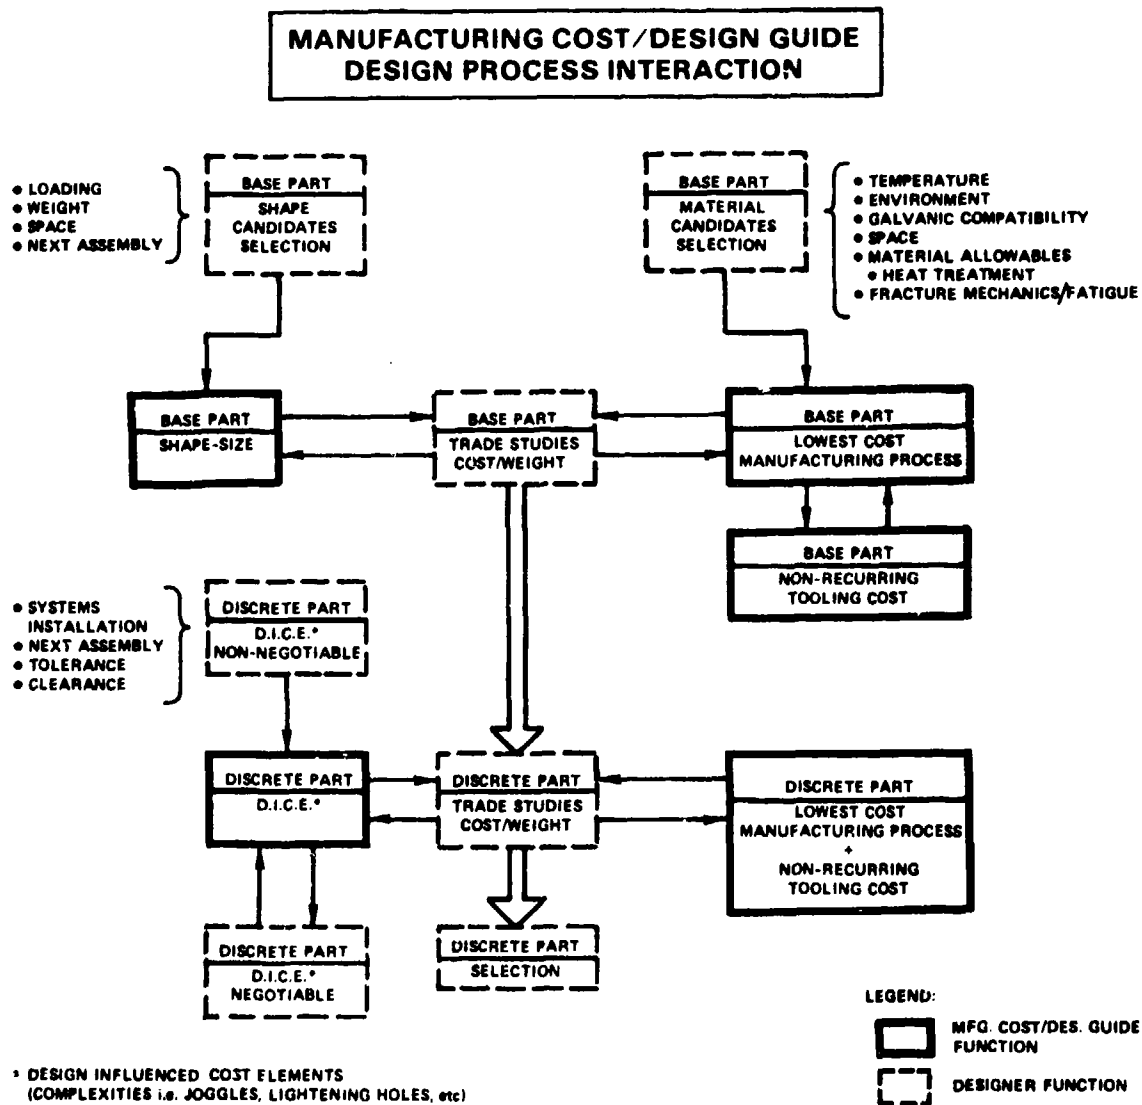 MANUFACTURING COST/DESIGN GUIDE
DESIGN PROCESS INTERACTION
• LOADING
• WEIGHT
• SPACE
• NEXT ASSEMBLY
BASE PART
SHAPE
CANDIDATES
SELECTION
BASE PART
MATERIAL
CANDIDATES
SELECTION
• TEMPERATURE
• ENVIRONMENT
• GALVANIC COMPATIBILITY
• SPACE
• MATERIAL ALLOWABLES
• HEAT TREATMENT
• FRACTURE MECHANICS/FATIGUE
BASE PART
SHAPE-SIZE
BASE PART
TRADE STUDIES
COST/WEIGHT
BASE PART
LOWEST COST
MANUFACTURING PROCESS
BASE PART
NON-RECURRING
TOOLING COST
• SYSTEMS
INSTALLATION
• NEXT ASSEMBLY
• TOLERANCE
• CLEARANCE
DISCRETE PART
D.I.C.E.*
NON-NEGOTIABLE
DISCRETE PART
D.I.C.E.*
DISCRETE PART
TRADE STUDIES
COST/WEIGHT
DISCRETE PART
LOWEST COST
MANUFACTURING PROCESS
+
NON-RECURRING
TOOLING COST
DISCRETE PART
D.I.C.E.*
NEGOTIABLE
DISCRETE PART
SELECTION
LEGEND:
MFG. COST/DES. GUIDE
FUNCTION
DESIGNER FUNCTION
* DESIGN INFLUENCED COST ELEMENTS
(COMPLEXITIES i.e. JOGGLES, LIGHTENING HOLES, etc)